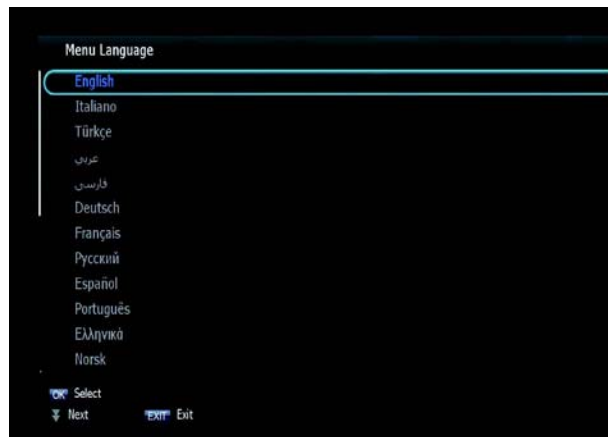 Menu Language
English
Italiano
Türkçe
عربي
فارسی
Deutsch
Français
Русский
Español
Português
Ελληνικά
Norsk
OK Select
Next EXIT Exit